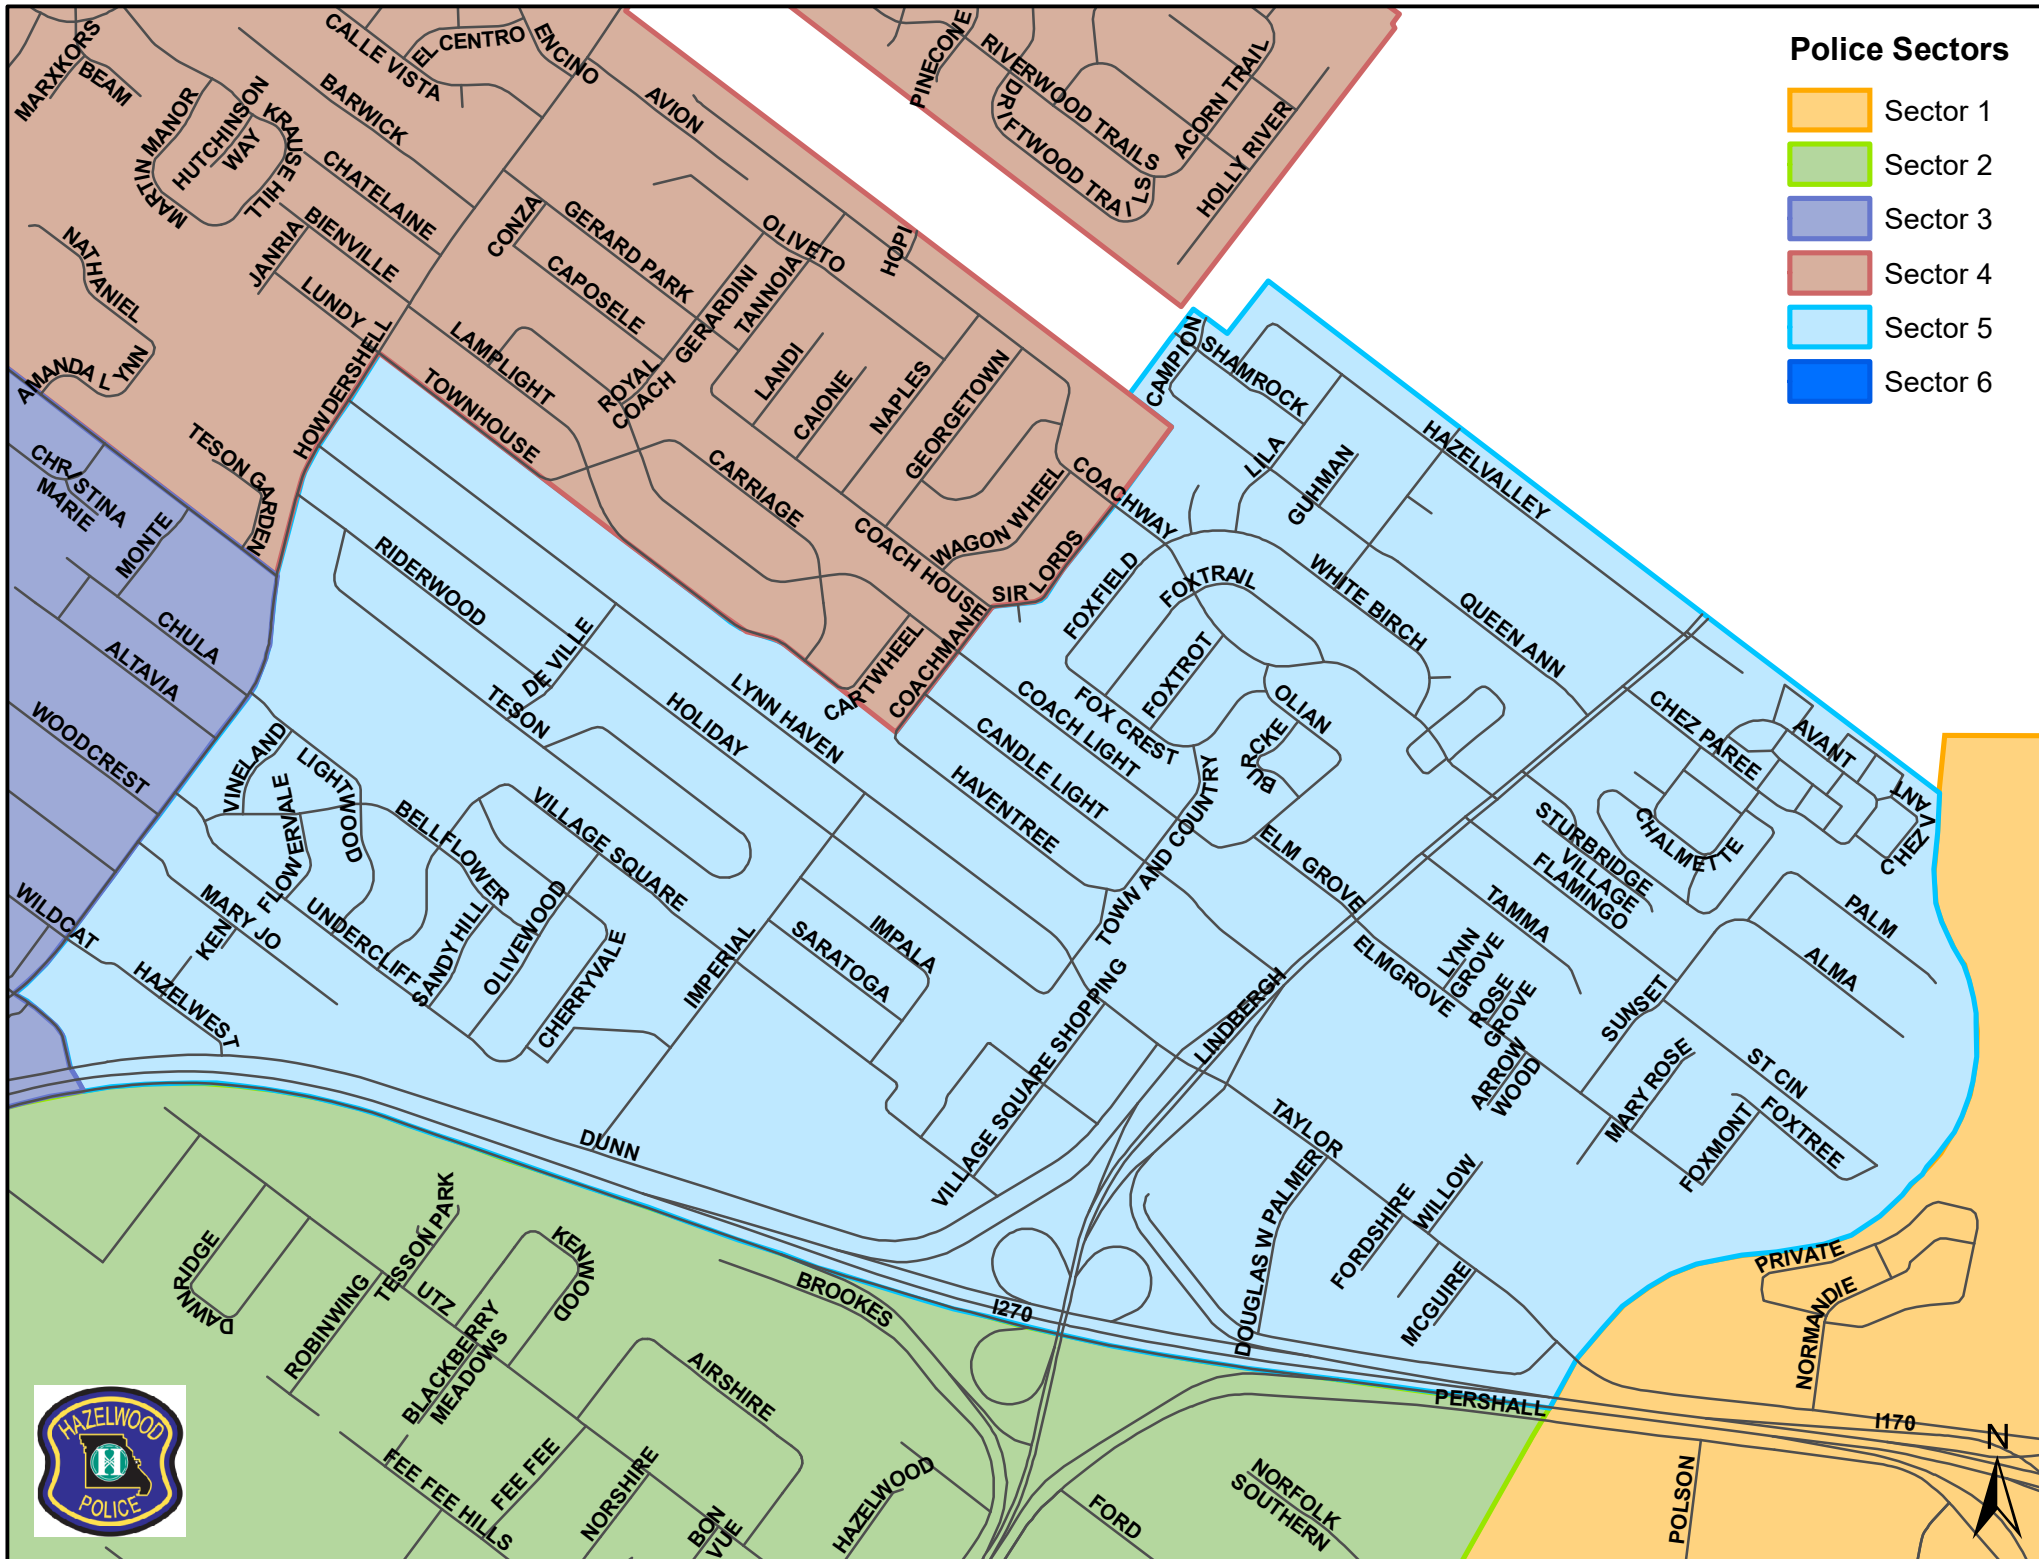 Police Sectors
Sector 1
Sector 2
Sector 3
Sector 4
Sector 5
Sector 6
MARXKORS
BEAM
CALLE VISTA
EL CENTRO
ENCINO
AVION
BARWICK
MARTIN MANOR
HUTCHINSON
WAY
KRAUSE HILL
CHATELAINE
BIENVILLE
JANRIA
LUNDY
NATHANIEL
AMANDA LYNN
HOWDERSHELL
TESON GARDEN
PINECONE
RIVERWOOD TRAILS
DRIFTWOOD TRAILS
ACORN TRAIL
HOLLY RIVER
CONZA
GERARD PARK
CAPOSELE
OLIVETO
HOPI
GERARDINI
TANNOIA
LAMPLIGHT
TOWNHOUSE
ROYAL
COACH
LANDI
CAIONE
NAPLES
GEORGETOWN
CARRIAGE
COACH HOUSE
WAGON WHEEL
SIR LORDS
COACHWAY
CARTWHEEL
COACHMANE
CHRISTINA
MARIE
MONTE
CHULA
ALTAVIA
WOODCREST
WILDCAT
CAMPION
SHAMROCK
LILA
GUHMAN
HAZELVALLEY
WHITE BIRCH
QUEEN ANN
FOXFIELD
FOXTRAIL
FOXTROT
FOX CREST
OLIAN
BURCKE
RIDERWOOD
DE VILLE
TESON
HOLIDAY
LYNN HAVEN
COACH LIGHT
CANDLE LIGHT
HAVENTREE
TOWN AND COUNTRY
CHEZ PAREE
AVANT
CHEZ AVANT
CHALMETTE
STURBRIDGE
VILLAGE
FLAMINGO
VINELAND
LIGHTWOOD
FLOWERVALE
BELLFLOWER
VILLAGE SQUARE
ELM GROVE
TAMMA
PALM
ALMA
MARY JO
KEN
UNDERCLIFF
SANDY HILL
OLIVEWOOD
CHERRYVALE
IMPERIAL
IMPALA
SARATOGA
HAZELWEST
ELMGROVE
LYNN
GROVE
ROSE
GROVE
ARROW
WOOD
SUNSET
MARY ROSE
ST CIN
FOXTREE
FOXMONT
LINDBERGH
VILLAGE SQUARE SHOPPING
DUNN
TAYLOR
DOUGLAS W PALMER
FORDSHIRE
WILLOW
MCGUIRE
I270
PERSHALL
PRIVATE
NORMANDIE
I170
POLSON
DAWN RIDGE
ROBINWING
TESSON PARK
UTZ
KENWOOD
BLACKBERRY
MEADOWS
BROOKES
AIRSHIRE
FEE FEE HILLS
FEE FEE
NORSHIRE
BON
VUE
HAZELWOOD
FORD
NORFOLK
SOUTHERN
HAZELWOOD
H
POLICE
N